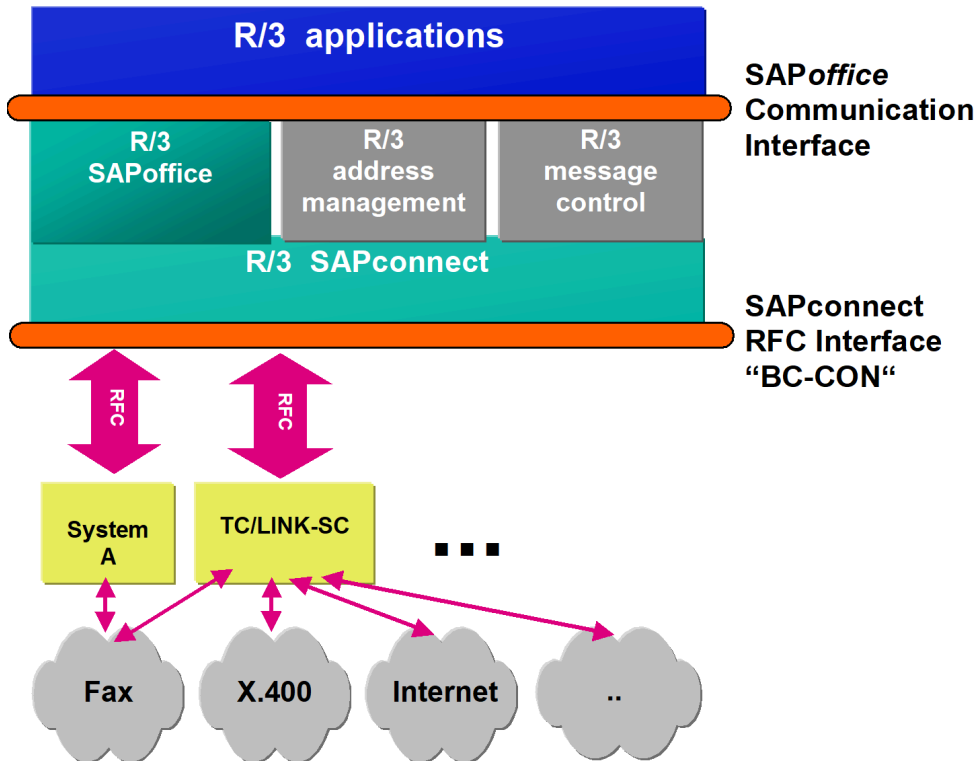 R/3 applications
SAPoffice
Communication
Interface
R/3
SAPoffice
R/3
address
management
R/3
message
control
R/3 SAPconnect
SAPconnect
RFC Interface
“BC-CON“
RFC
RFC
System
A
TC/LINK-SC
...
Fax
X.400
Internet
..